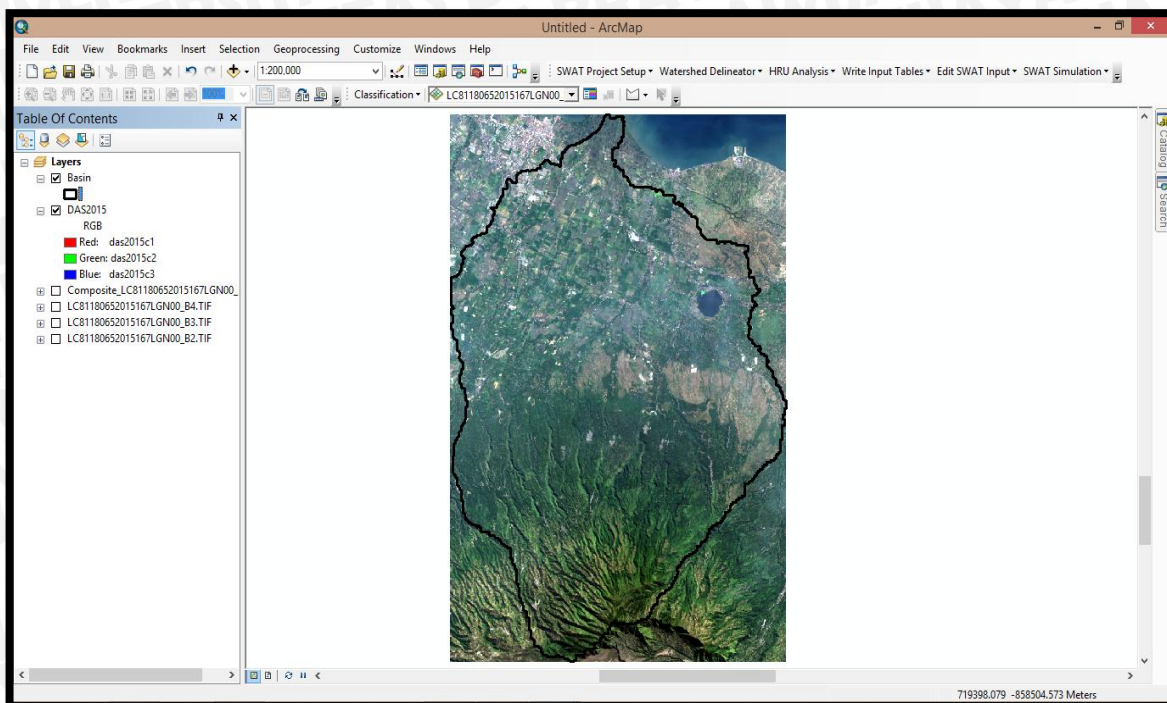 Untitled - ArcMap
File Edit View Bookmarks Insert Selection Geoprocessing Customize Windows Help
1:200,000 SWAT Project Setup Watershed Delineator HRU Analysis Write Input Tables Edit SWAT Input SWAT Simulation
Classification LC81180652015167LGN00_
Table Of Contents
Layers
Basin
DAS2015
RGB
Red: das2015c1
Green: das2015c2
Blue: das2015c3
Composite_LC81180652015167LGN00_
LC81180652015167LGN00_B4.TIF
LC81180652015167LGN00_B3.TIF
LC81180652015167LGN00_B2.TIF
Catalog
Search
719398.079 -858504.573 Meters